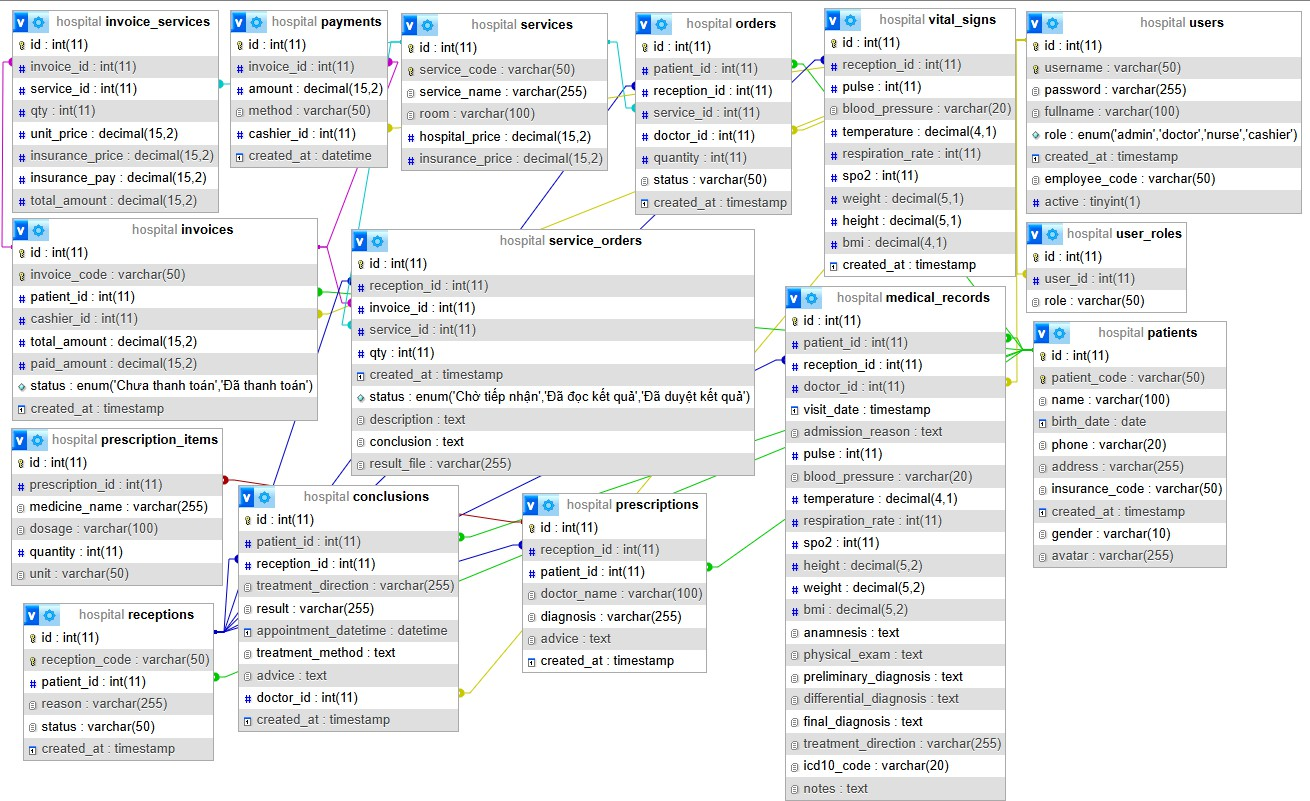 hospital invoice_services
id : int(11)
invoice_id : int(11)
service_id : int(11)
qty : int(11)
unit_price : decimal(15,2)
insurance_price : decimal(15,2)
insurance_pay : decimal(15,2)
total_amount : decimal(15,2)
hospital payments
id : int(11)
invoice_id : int(11)
amount : decimal(15,2)
method : varchar(50)
cashier_id : int(11)
created_at : datetime
hospital services
id : int(11)
service_code : varchar(50)
service_name : varchar(255)
room : varchar(100)
hospital_price : decimal(15,2)
insurance_price : decimal(15,2)
hospital orders
id : int(11)
patient_id : int(11)
reception_id : int(11)
service_id : int(11)
doctor_id : int(11)
quantity : int(11)
status : varchar(50)
created_at : timestamp
hospital vital_signs
id : int(11)
reception_id : int(11)
pulse : int(11)
blood_pressure : varchar(20)
temperature : decimal(4,1)
respiration_rate : int(11)
spo2 : int(11)
weight : decimal(5,1)
height : decimal(5,1)
bmi : decimal(4,1)
created_at : timestamp
hospital users
id : int(11)
username : varchar(50)
password : varchar(255)
fullname : varchar(100)
role : enum('admin','doctor','nurse','cashier')
created_at : timestamp
employee_code : varchar(50)
active : tinyint(1)
hospital user_roles
id : int(11)
user_id : int(11)
role : varchar(50)
hospital invoices
id : int(11)
invoice_code : varchar(50)
patient_id : int(11)
cashier_id : int(11)
total_amount : decimal(15,2)
paid_amount : decimal(15,2)
status : enum('Chưa thanh toán','Đã thanh toán')
created_at : timestamp
hospital service_orders
id : int(11)
reception_id : int(11)
invoice_id : int(11)
service_id : int(11)
qty : int(11)
created_at : timestamp
status : enum('Chờ tiếp nhận','Đã đọc kết quả','Đã duyệt kết quả')
description : text
conclusion : text
result_file : varchar(255)
hospital medical_records
id : int(11)
patient_id : int(11)
reception_id : int(11)
doctor_id : int(11)
visit_date : timestamp
admission_reason : text
pulse : int(11)
blood_pressure : varchar(20)
temperature : decimal(4,1)
respiration_rate : int(11)
spo2 : int(11)
height : decimal(5,2)
weight : decimal(5,2)
bmi : decimal(5,2)
anamnesis : text
physical_exam : text
preliminary_diagnosis : text
differential_diagnosis : text
final_diagnosis : text
treatment_direction : varchar(255)
icd10_code : varchar(20)
notes : text
hospital patients
id : int(11)
patient_code : varchar(50)
name : varchar(100)
birth_date : date
phone : varchar(20)
address : varchar(255)
insurance_code : varchar(50)
created_at : timestamp
gender : varchar(10)
avatar : varchar(255)
hospital prescription_items
id : int(11)
prescription_id : int(11)
medicine_name : varchar(255)
dosage : varchar(100)
quantity : int(11)
unit : varchar(50)
hospital conclusions
id : int(11)
patient_id : int(11)
reception_id : int(11)
treatment_direction : varchar(255)
result : varchar(255)
appointment_datetime : datetime
treatment_method : text
advice : text
doctor_id : int(11)
created_at : timestamp
hospital prescriptions
id : int(11)
reception_id : int(11)
patient_id : int(11)
doctor_name : varchar(100)
diagnosis : varchar(255)
advice : text
created_at : timestamp
hospital receptions
id : int(11)
reception_code : varchar(50)
patient_id : int(11)
reason : varchar(255)
status : varchar(50)
created_at : timestamp